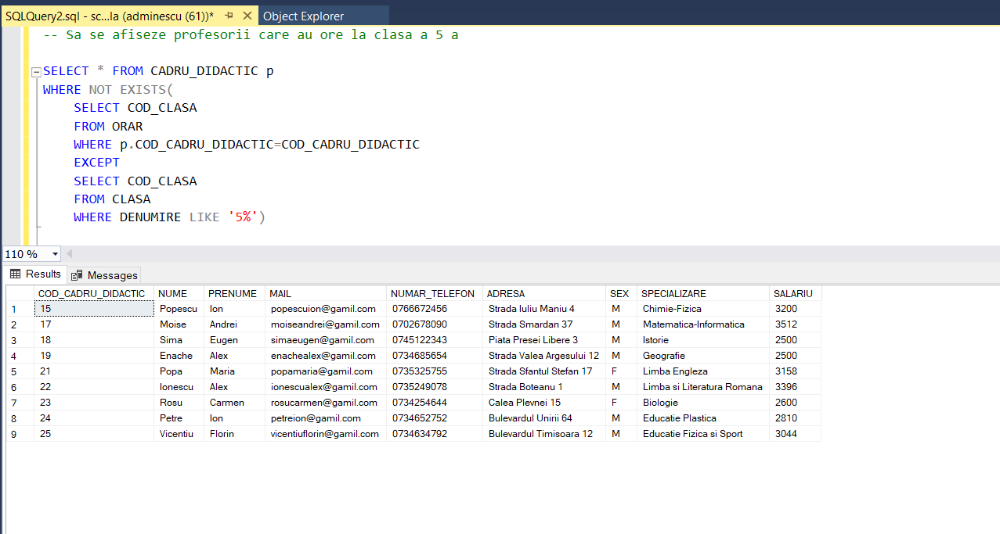 SQLQuery2.sql - sc...la (adminescu (61))* Object Explorer
-- Sa se afiseze profesorii care au ore la clasa a 5 a
SELECT * FROM CADRU_DIDACTIC p
WHERE NOT EXISTS(
SELECT COD_CLASA
FROM ORAR
WHERE p.COD_CADRU_DIDACTIC=COD_CADRU_DIDACTIC
EXCEPT
SELECT COD_CLASA
FROM CLASA
WHERE DENUMIRE LIKE '5%')
110 %
Results Messages
COD_CADRU_DIDACTIC NUME PRENUME MAIL NUMAR_TELEFON ADRESA SEX SPECIALIZARE SALARIU
1 15 Popescu Ion popescuion@gamil.com 0766672456 Strada Iuliu Maniu 4 M Chimie-Fizica 3200
2 17 Moise Andrei moiseandrei@gamil.com 0702678090 Strada Smardan 37 M Matematica-Informatica 3512
3 18 Sima Eugen simaeugen@gamil.com 0745122343 Piata Presei Libere 3 M Istorie 2500
4 19 Enache Alex enachealex@gamil.com 0734685654 Strada Valea Argesului 12 M Geografie 2500
5 21 Popa Maria popamaria@gamil.com 0735325755 Strada Sfantul Stefan 17 F Limba Engleza 3158
6 22 Ionescu Alex ionescualex@gamil.com 0735249078 Strada Boteanu 1 M Limba si Literatura Romana 3396
7 23 Rosu Carmen rosucarmen@gamil.com 0734254644 Calea Plevnei 15 F Biologie 2600
8 24 Petre Ion petreion@gamil.com 0734652752 Bulevardul Unirii 64 M Educatie Plastica 2810
9 25 Vicentiu Florin vicentiuflorin@gamil.com 0734634792 Bulevardul Timisoara 12 M Educatie Fizica si Sport 3044